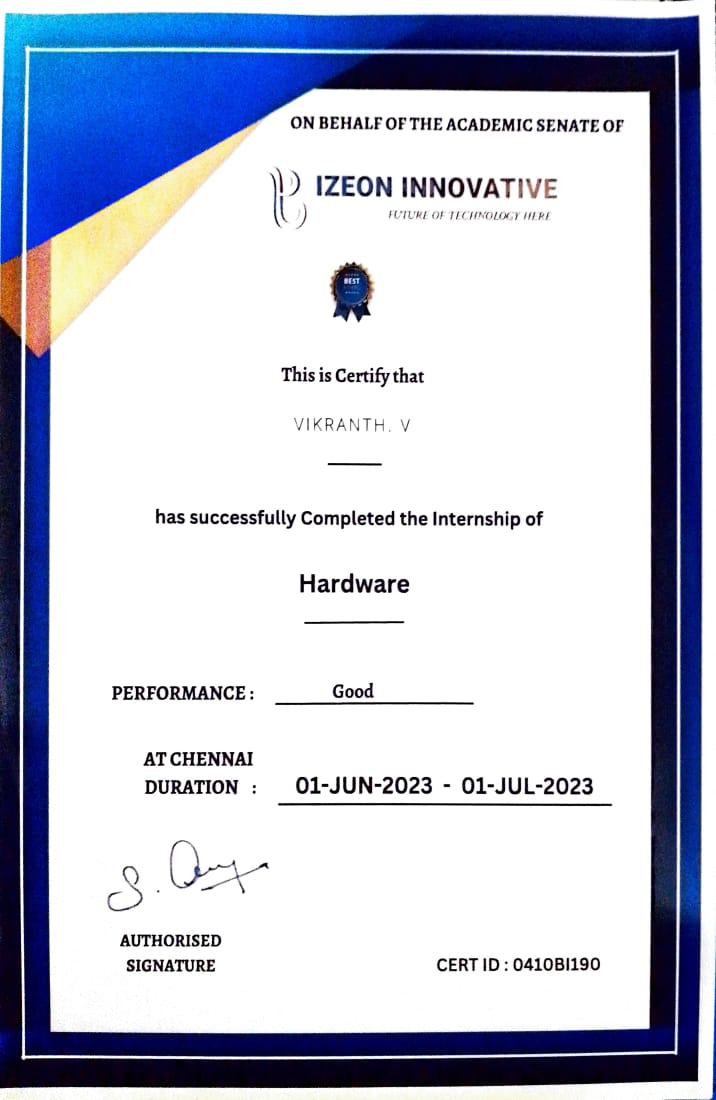 ON BEHALF OF THE ACADEMIC SENATE OF
IZEON INNOVATIVE
FUTURE OF TECHNOLOGY HERE
BEST
This is Certify that
VIKRANTH. V
has successfully Completed the Internship of
Hardware
PERFORMANCE : Good
AT CHENNAI
DURATION : 01-JUN-2023 - 01-JUL-2023
AUTHORISED
SIGNATURE
CERT ID : 0410BI190